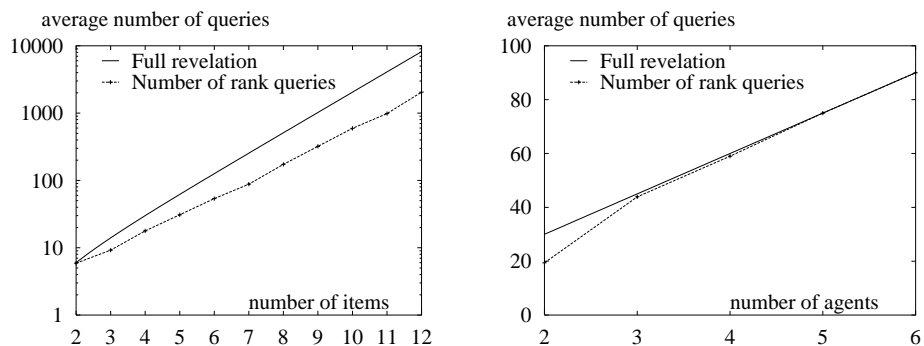 average number of queries
10000
1000
100
10
1
Full revelation
Number of rank queries
number of items
2 3 4 5 6 7 8 9 10 11 12
average number of queries
100
80
60
40
20
0
Full revelation
Number of rank queries
number of agents
2 3 4 5 6